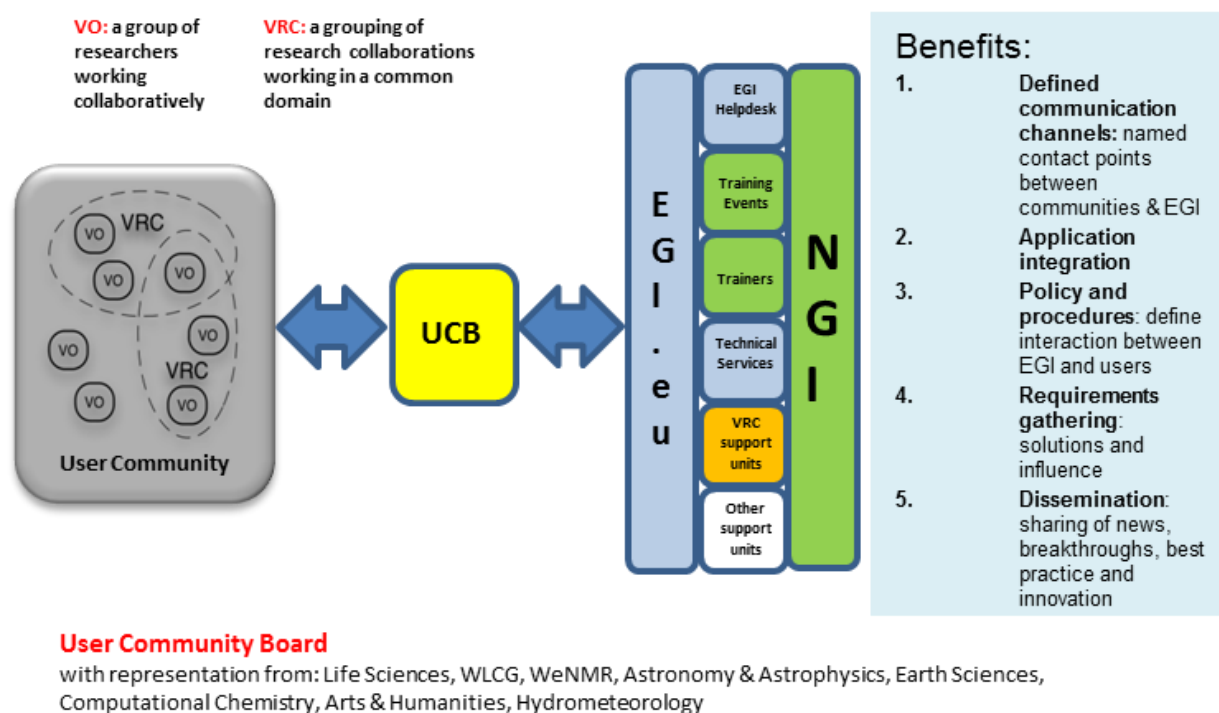 VO: a group of
researchers
working
collaboratively
VRC: a grouping of
research collaborations
working in a common
domain
VO
VRC
VO
VO
VO
VO
VRC
VO
VO
User Community
UCB
EGI.eu
EGI
Helpdesk
Training
Events
Trainers
Technical
Services
VRC
support
units
Other
support
units
NGI
Benefits:
1. Defined
communication
channels: named
contact points
between
communities & EGI
2. Application
integration
3. Policy and
procedures: define
interaction between
EGI and users
4. Requirements
gathering:
solutions and
influence
5. Dissemination:
sharing of news,
breakthroughs, best
practice and
innovation
User Community Board
with representation from: Life Sciences, WLCG, WeNMR, Astronomy & Astrophysics, Earth Sciences,
Computational Chemistry, Arts & Humanities, Hydrometeorology